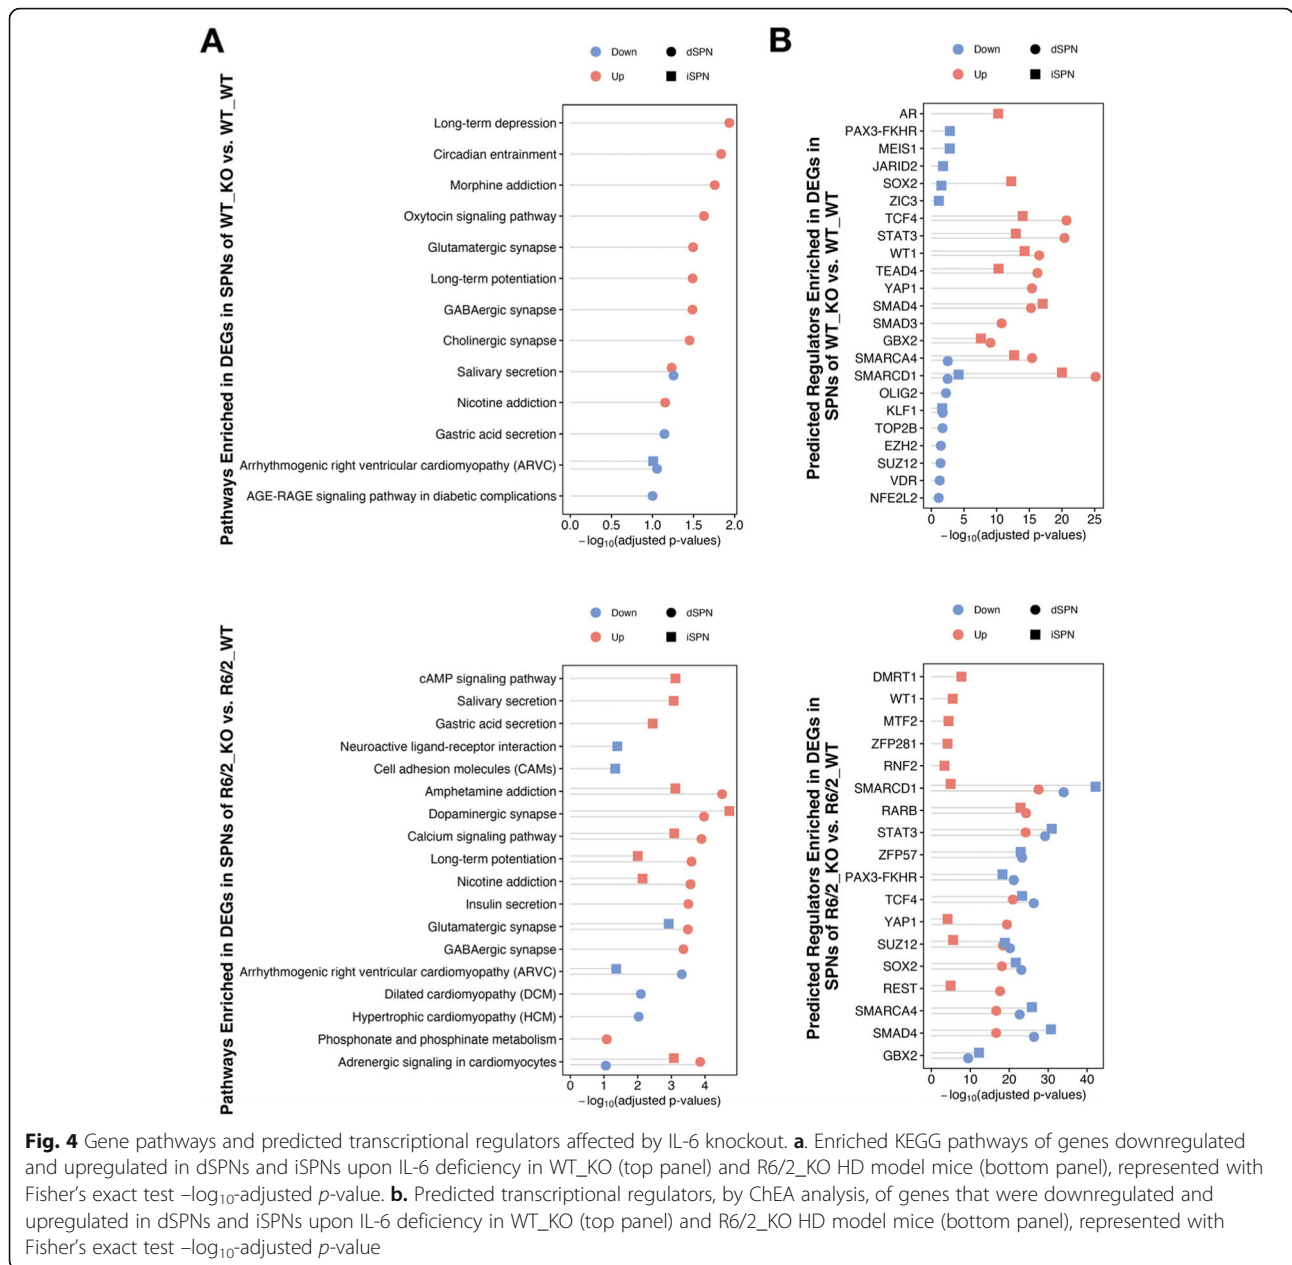 A
Down
dSPN
Up
iSPN
Pathways Enriched in DEGs in SPNs of WT_KO vs. WT_WT
Long-term depression
Circadian entrainment
Morphine addiction
Oxytocin signaling pathway
Glutamatergic synapse
Long-term potentiation
GABAergic synapse
Cholinergic synapse
Salivary secretion
Nicotine addiction
Gastric acid secretion
Arrhythmogenic right ventricular cardiomyopathy (ARVC)
AGE-RAGE signaling pathway in diabetic complications
0.0 0.5 1.0 1.5 2.0
−log10(adjusted p-values)
B
Down
dSPN
Up
iSPN
Predicted Regulators Enriched in DEGs in
SPNs of WT_KO vs. WT_WT
AR
PAX3-FKHR
MEIS1
JARID2
SOX2
ZIC3
TCF4
STAT3
WT1
TEAD4
YAP1
SMAD4
SMAD3
GBX2
SMARCA4
SMARCD1
OLIG2
KLF1
TOP2B
EZH2
SUZ12
VDR
NFE2L2
0 5 10 15 20 25
−log10(adjusted p-values)
Down
dSPN
Up
iSPN
Pathways Enriched in DEGs in SPNs of R6/2_KO vs. R6/2_WT
cAMP signaling pathway
Salivary secretion
Gastric acid secretion
Neuroactive ligand-receptor interaction
Cell adhesion molecules (CAMs)
Amphetamine addiction
Dopaminergic synapse
Calcium signaling pathway
Long-term potentiation
Nicotine addiction
Insulin secretion
Glutamatergic synapse
GABAergic synapse
Arrhythmogenic right ventricular cardiomyopathy (ARVC)
Dilated cardiomyopathy (DCM)
Hypertrophic cardiomyopathy (HCM)
Phosphonate and phosphinate metabolism
Adrenergic signaling in cardiomyocytes
0 1 2 3 4
−log10(adjusted p-values)
Down
dSPN
Up
iSPN
Predicted Regulators Enriched in DEGs in
SPNs of R6/2_KO vs. R6/2_WT
DMRT1
WT1
MTF2
ZFP281
RNF2
SMARCD1
RARB
STAT3
ZFP57
PAX3-FKHR
TCF4
YAP1
SUZ12
SOX2
REST
SMARCA4
SMAD4
GBX2
0 10 20 30 40
−log10(adjusted p-values)
Fig. 4 Gene pathways and predicted transcriptional regulators affected by IL-6 knockout. a. Enriched KEGG pathways of genes downregulated
and upregulated in dSPNs and iSPNs upon IL-6 deficiency in WT_KO (top panel) and R6/2_KO HD model mice (bottom panel), represented with
Fisher's exact test –log10-adjusted p-value. b. Predicted transcriptional regulators, by ChEA analysis, of genes that were downregulated and
upregulated in dSPNs and iSPNs upon IL-6 deficiency in WT_KO (top panel) and R6/2_KO HD model mice (bottom panel), represented with
Fisher's exact test –log10-adjusted p-value